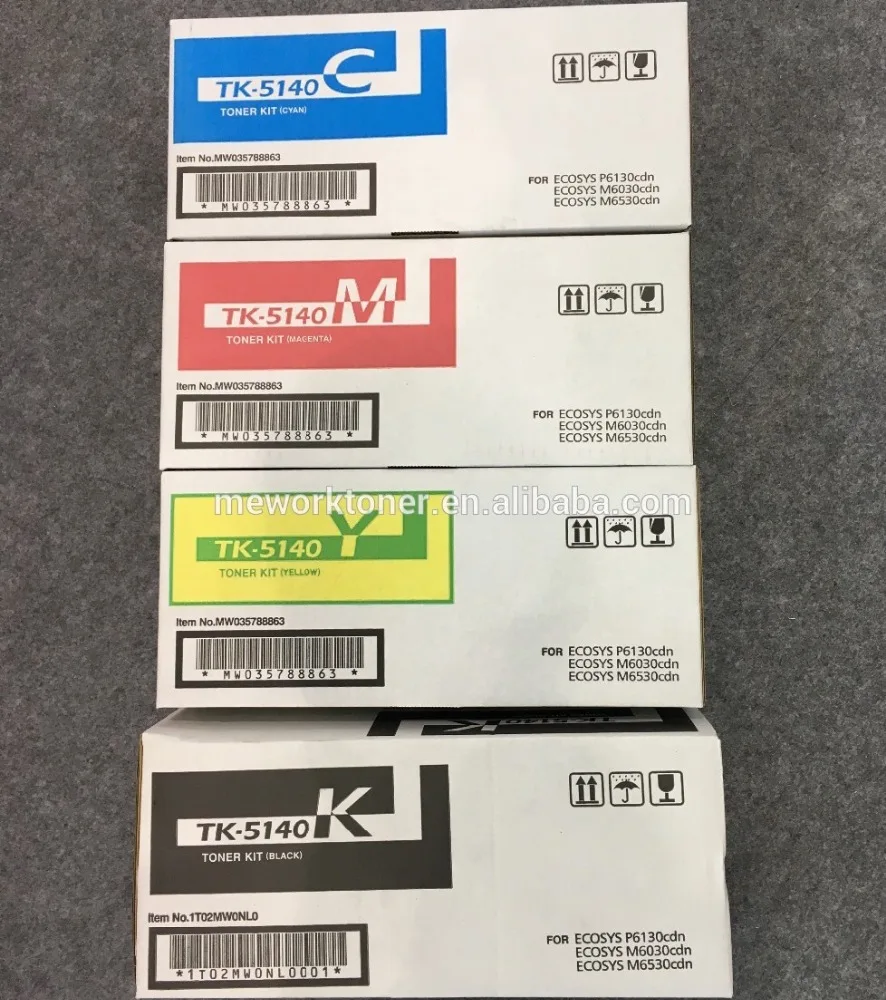 TK-5140 C
TONER KIT (CYAN)
Item No.MW035788863
* MW035788863 *
FOR ECOSYS P6130cdn
ECOSYS M6030cdn
ECOSYS M6530cdn
TK-5140 M
TONER KIT (MAGENTA)
Item No.MW035788863
* MW035788863 *
FOR ECOSYS P6130cdn
ECOSYS M6030cdn
ECOSYS M6530cdn
meworktoner.en.alibaba.com
TK-5140 Y
TONER KIT (YELLOW)
Item No.MW035788863
* MW035788863 *
FOR ECOSYS P6130cdn
ECOSYS M6030cdn
ECOSYS M6530cdn
TK-5140 K
TK-5140 K
TONER KIT (BLACK)
Item No.1T02MW0NL0
*1T02MW0NL0001*
FOR ECOSYS P6130cdn
ECOSYS M6030cdn
ECOSYS M6530cdn